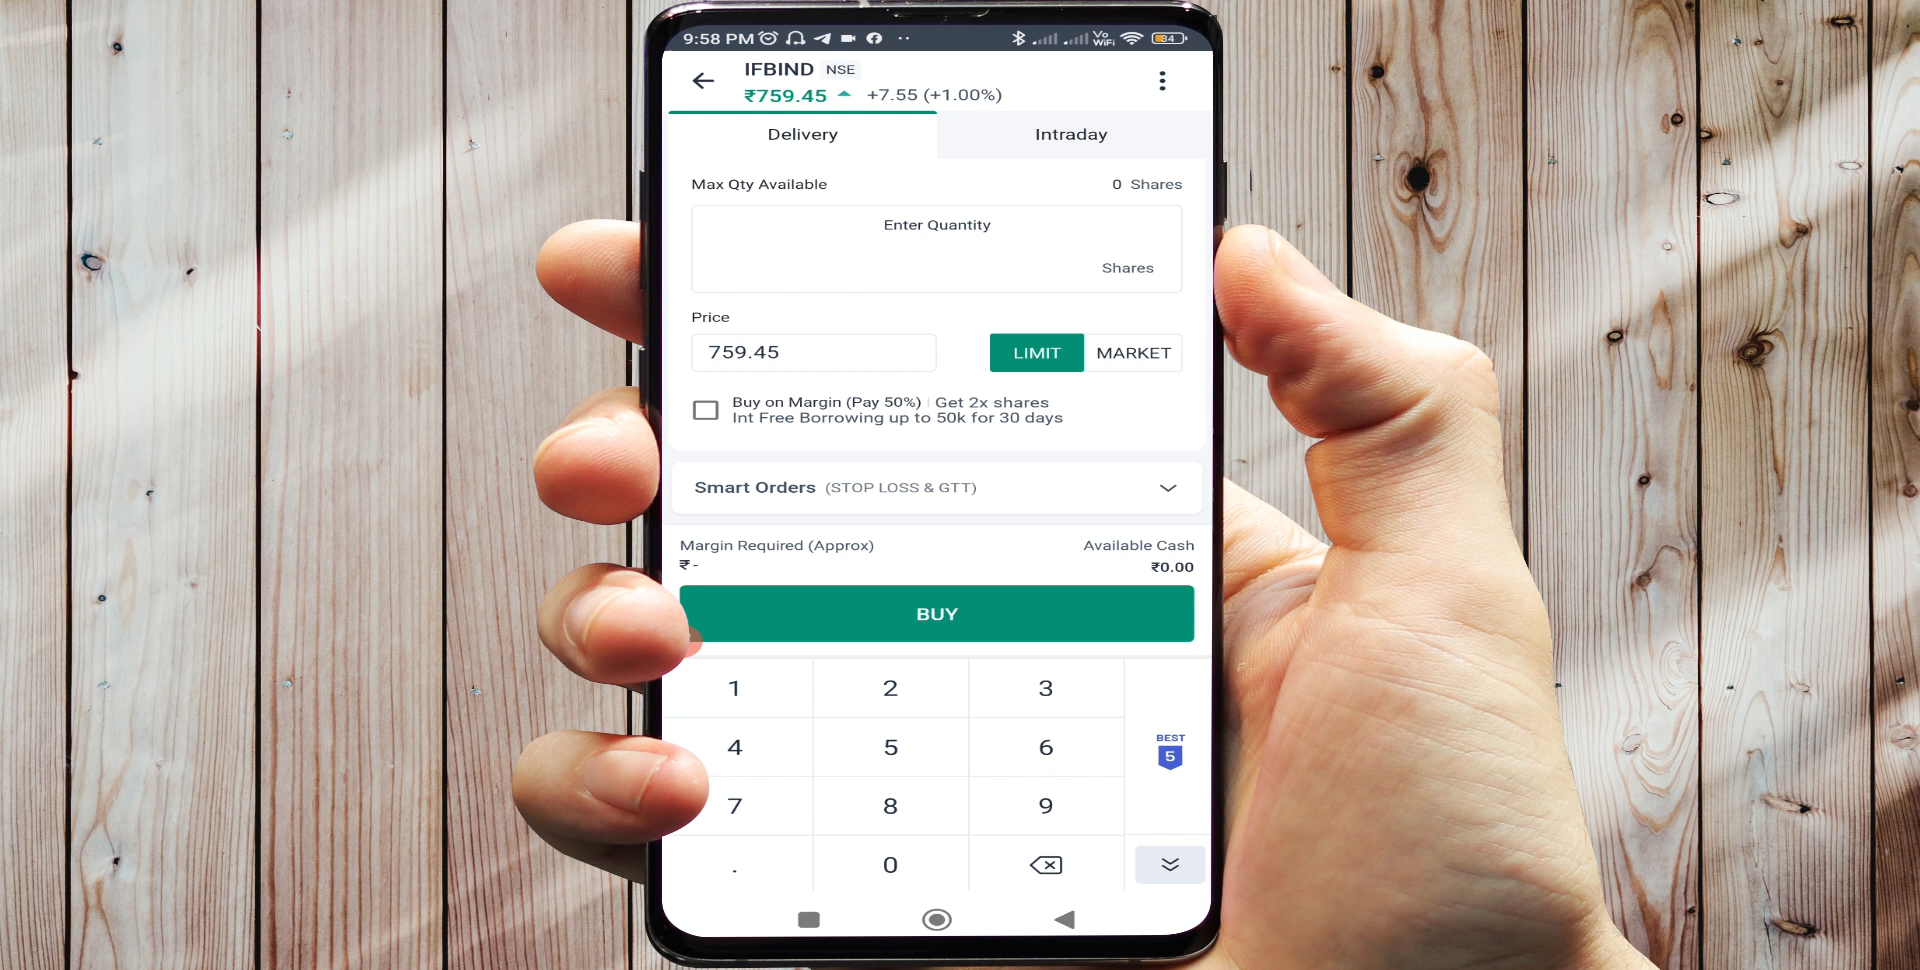 9:58 PM
Vo
WiFi
34
IFBIND NSE
₹759.45 +7.55 (+1.00%)
Delivery Intraday
Max Qty Available 0 Shares
Enter Quantity
Shares
Price
759.45 LIMIT MARKET
Buy on Margin (Pay 50%) | Get 2x shares
Int Free Borrowing up to 50k for 30 days
Smart Orders (STOP LOSS & GTT)
Margin Required (Approx) Available Cash
₹ - ₹0.00
BUY
1 2 3
4 5 6
BEST
5
7 8 9
. 0